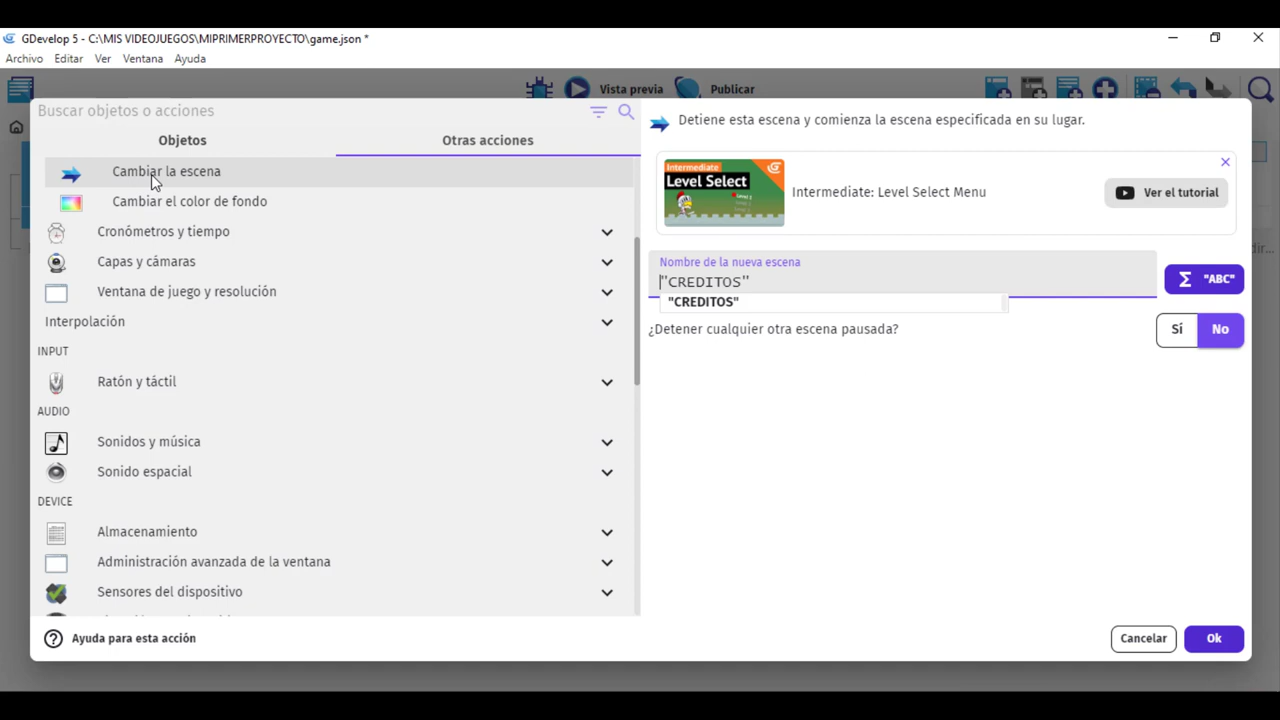 GDevelop 5 - C:\MIS VIDEOJUEGOS\MIPRIMERPROYECTO\game.json *
Archivo Editar Ver Ventana Ayuda
Vista previa Publicar
Buscar objetos o acciones
Objetos Otras acciones
Cambiar la escena
Cambiar el color de fondo
Cronómetros y tiempo
Capas y cámaras
Ventana de juego y resolución
Interpolación
INPUT
Ratón y táctil
AUDIO
Sonidos y música
Sonido espacial
DEVICE
Almacenamiento
Administración avanzada de la ventana
Sensores del dispositivo
Ayuda para esta acción
Detiene esta escena y comienza la escena especificada en su lugar.
Intermediate
Level Select
Intermediate: Level Select Menu
Ver el tutorial
Nombre de la nueva escena
"CREDITOS"
"CREDITOS"
Σ "ABC"
¿Detener cualquier otra escena pausada?
Sí No
Cancelar Ok